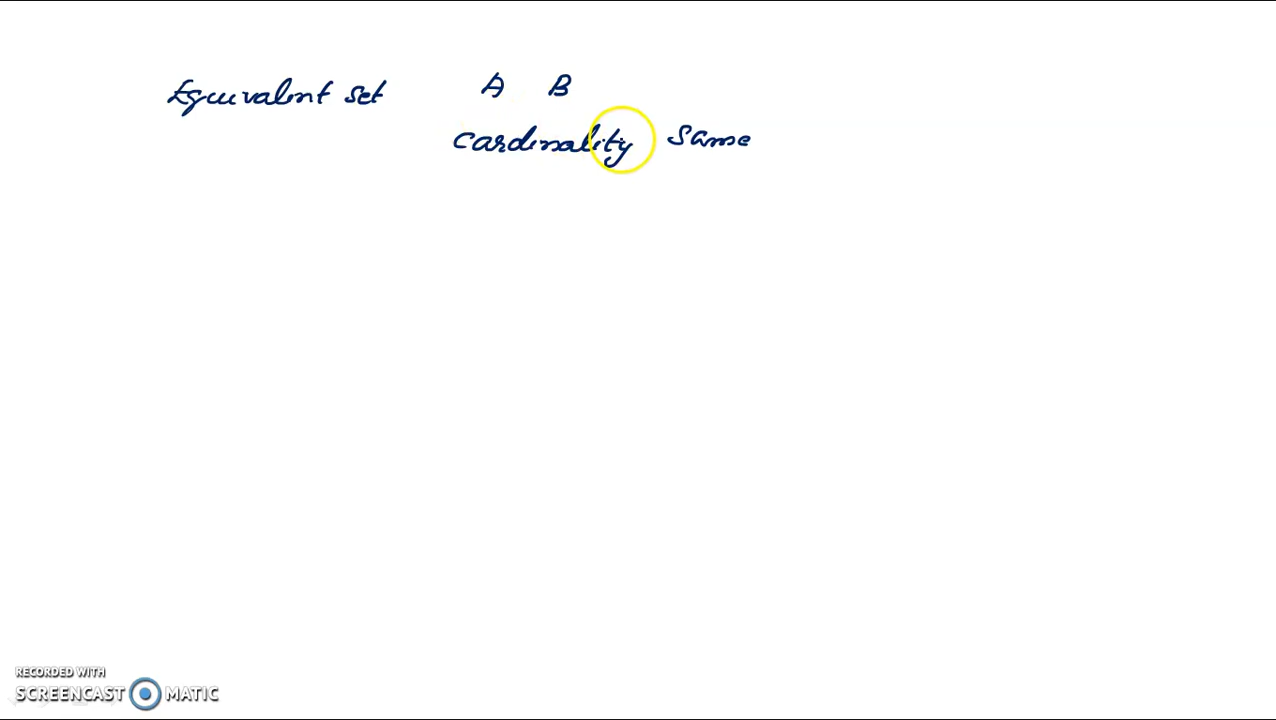 Equivalent set A B
cardinality same
RECORDED WITH
SCREENCAST MATIC